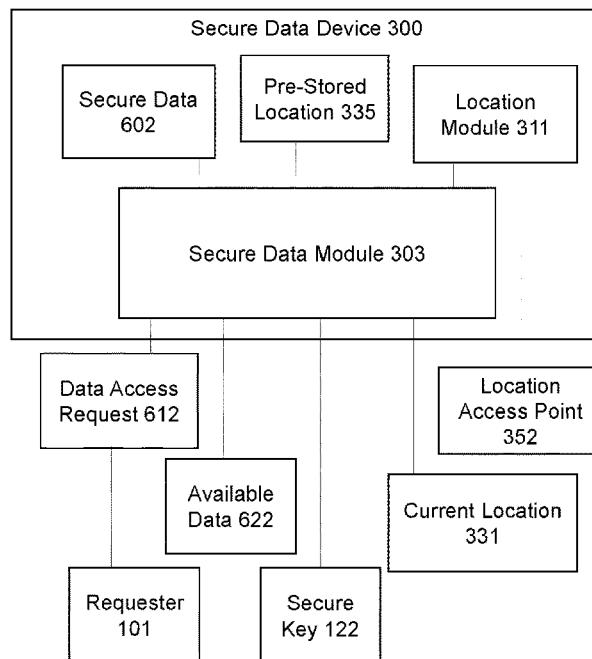 Secure Data Device 300
Secure Data
602
Pre-Stored
Location 335
Location
Module 311
Secure Data Module 303
Data Access
Request 612
Location
Access Point
352
Available
Data 622
Current Location
331
Requester
101
Secure
Key 122